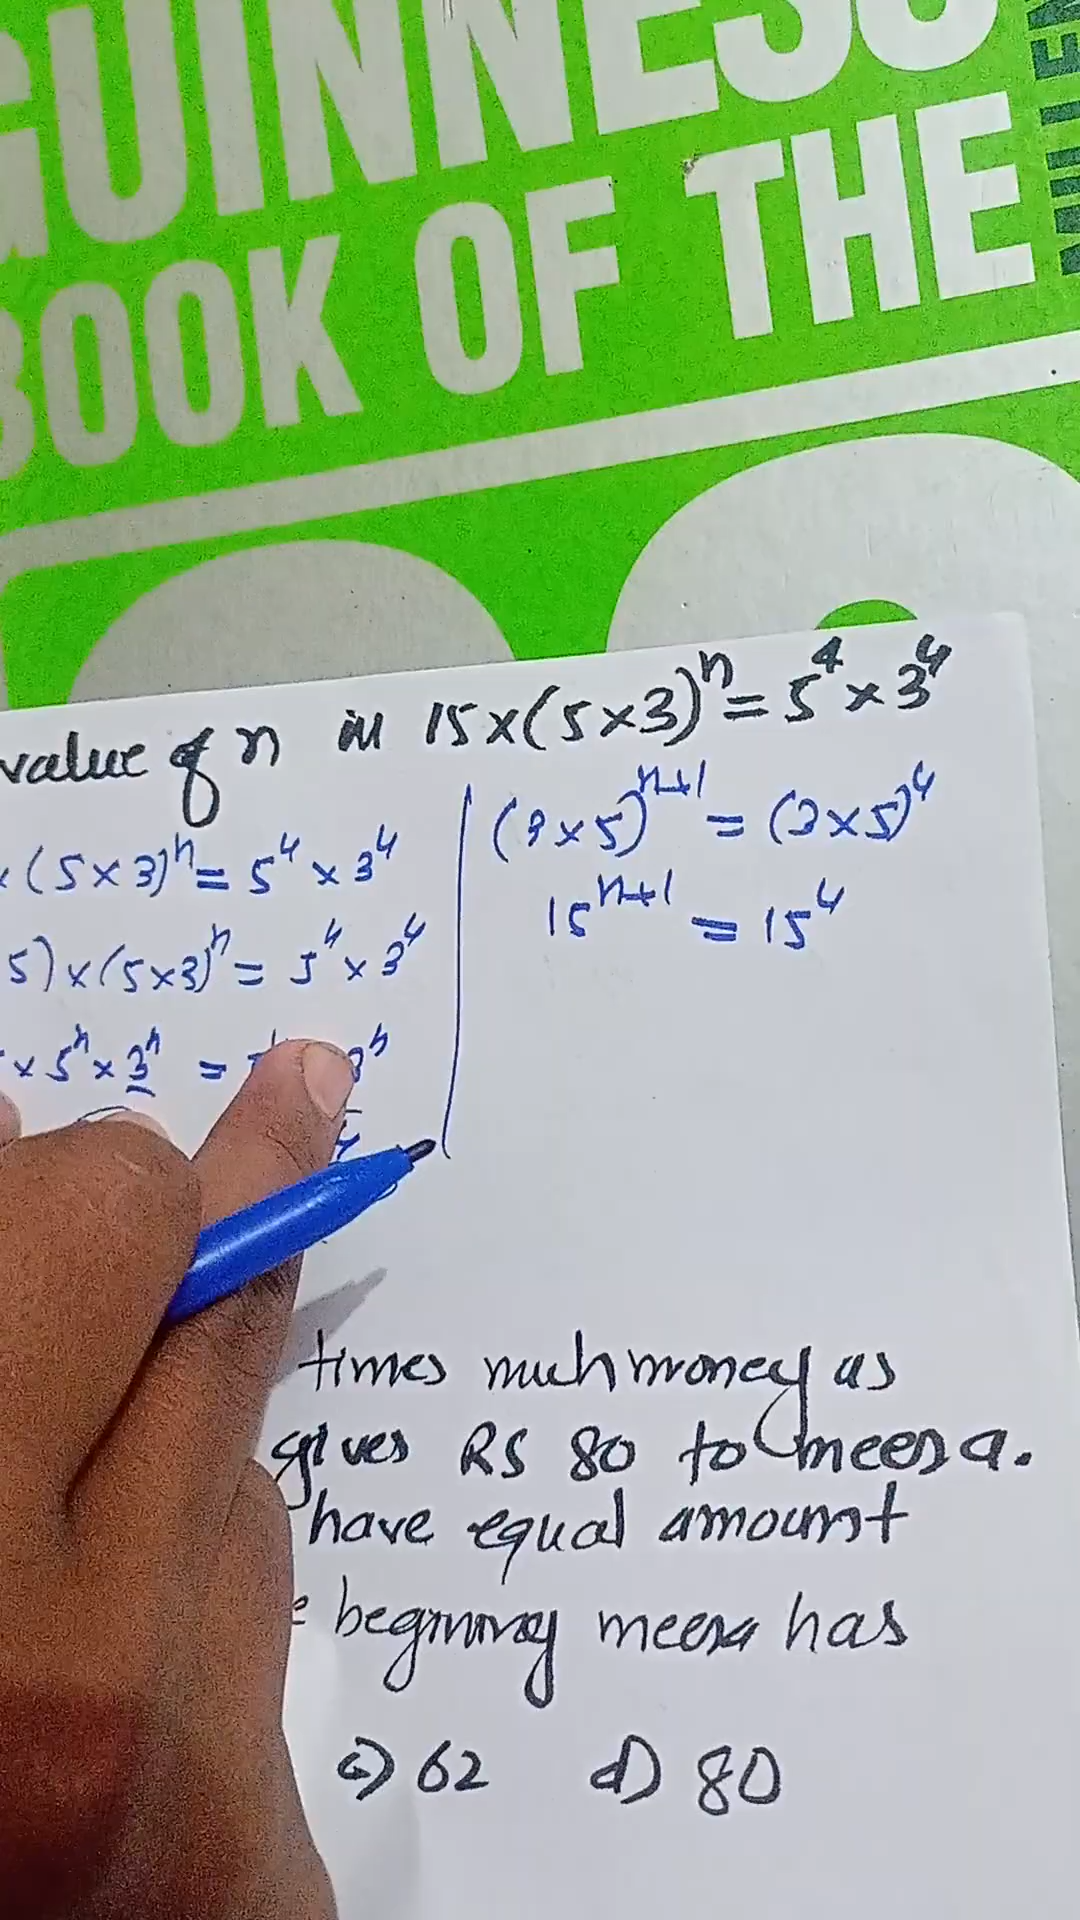 GUINNESS
BOOK OF THE
value of n in 15×(5×3)ⁿ = 5⁴×3⁴
×(5×3)ⁿ = 5⁴ × 3⁴
5)×(5×3)ⁿ = 5⁴ × 3⁴
× 5ⁿ × 3ⁿ =
(3×5)ⁿ⁺¹ = (3×5)⁴
15ⁿ⁺¹ = 15⁴
times much money as
gives RS 80 to meera.
have equal amount
beginning meera has
c) 62 d) 80